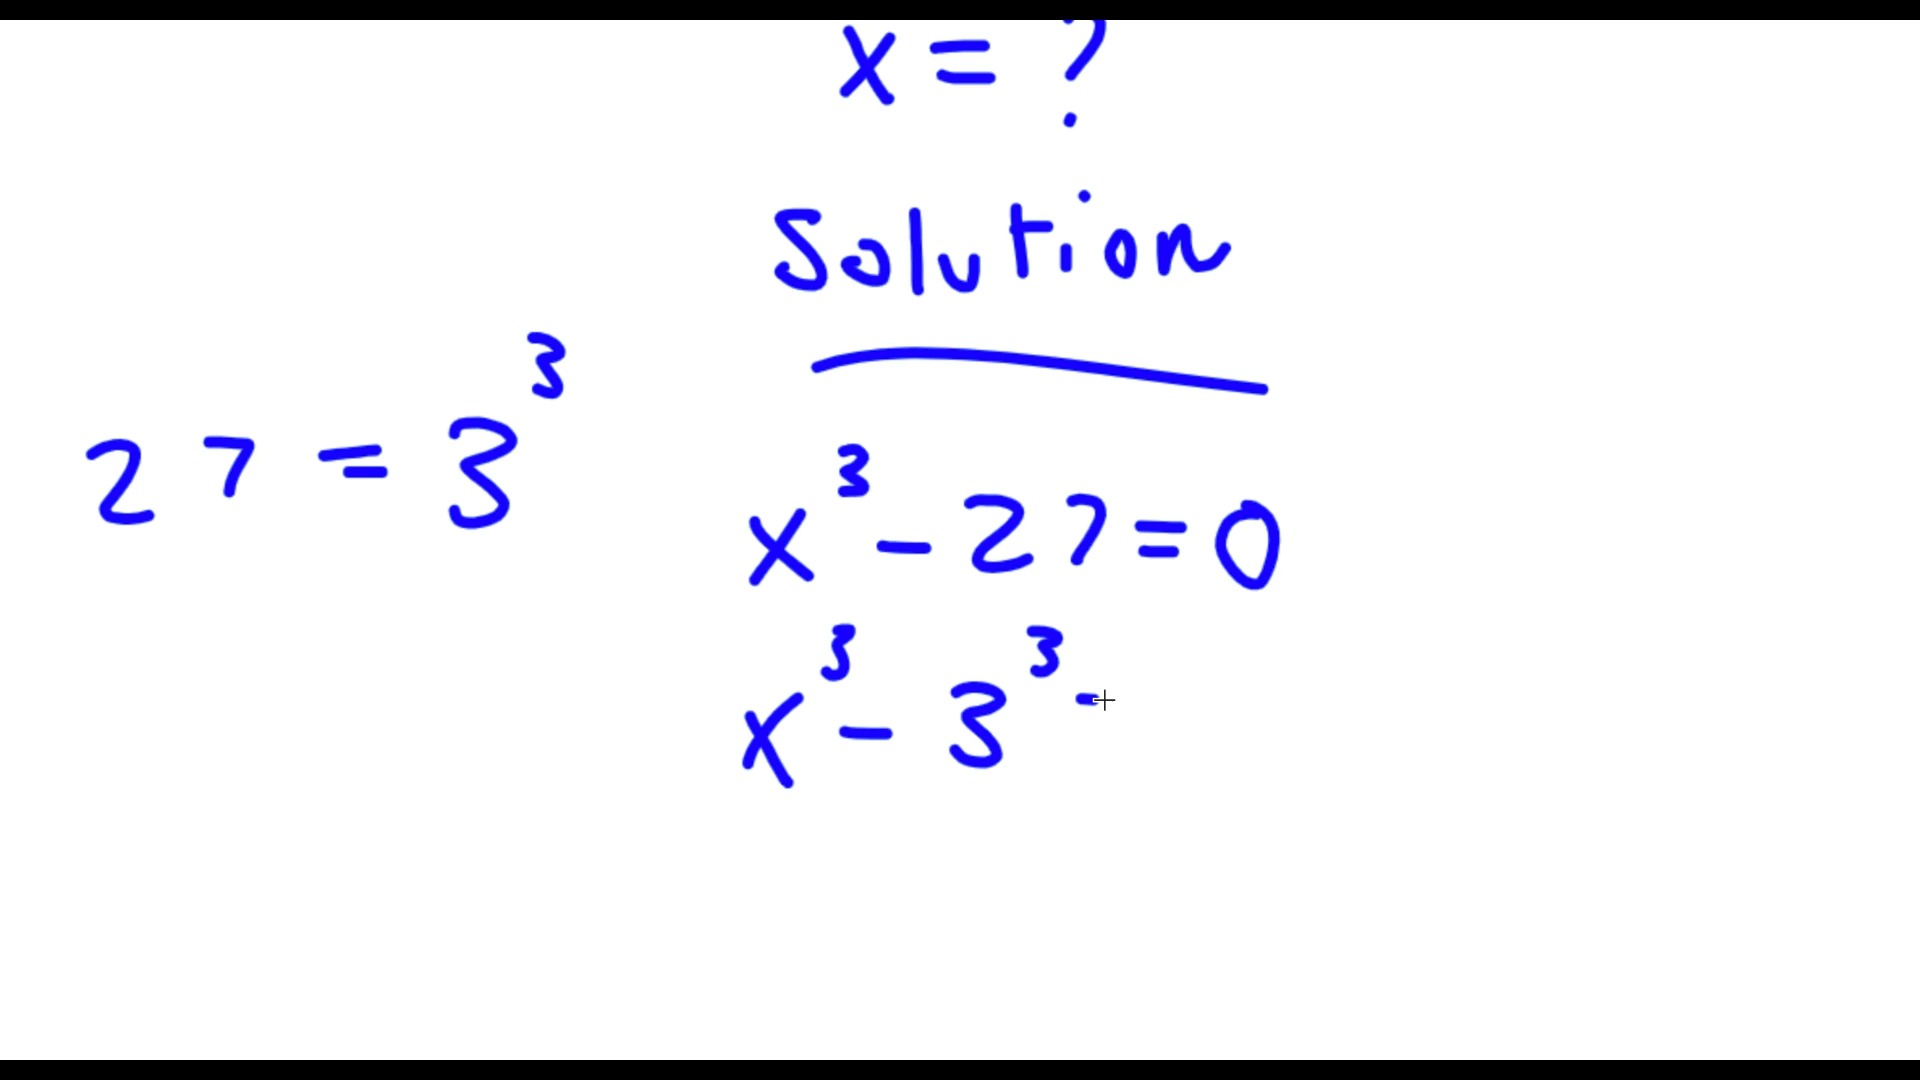 x = ?
Solution
27 = 3³
x³ - 27 = 0
x³ - 3³ -